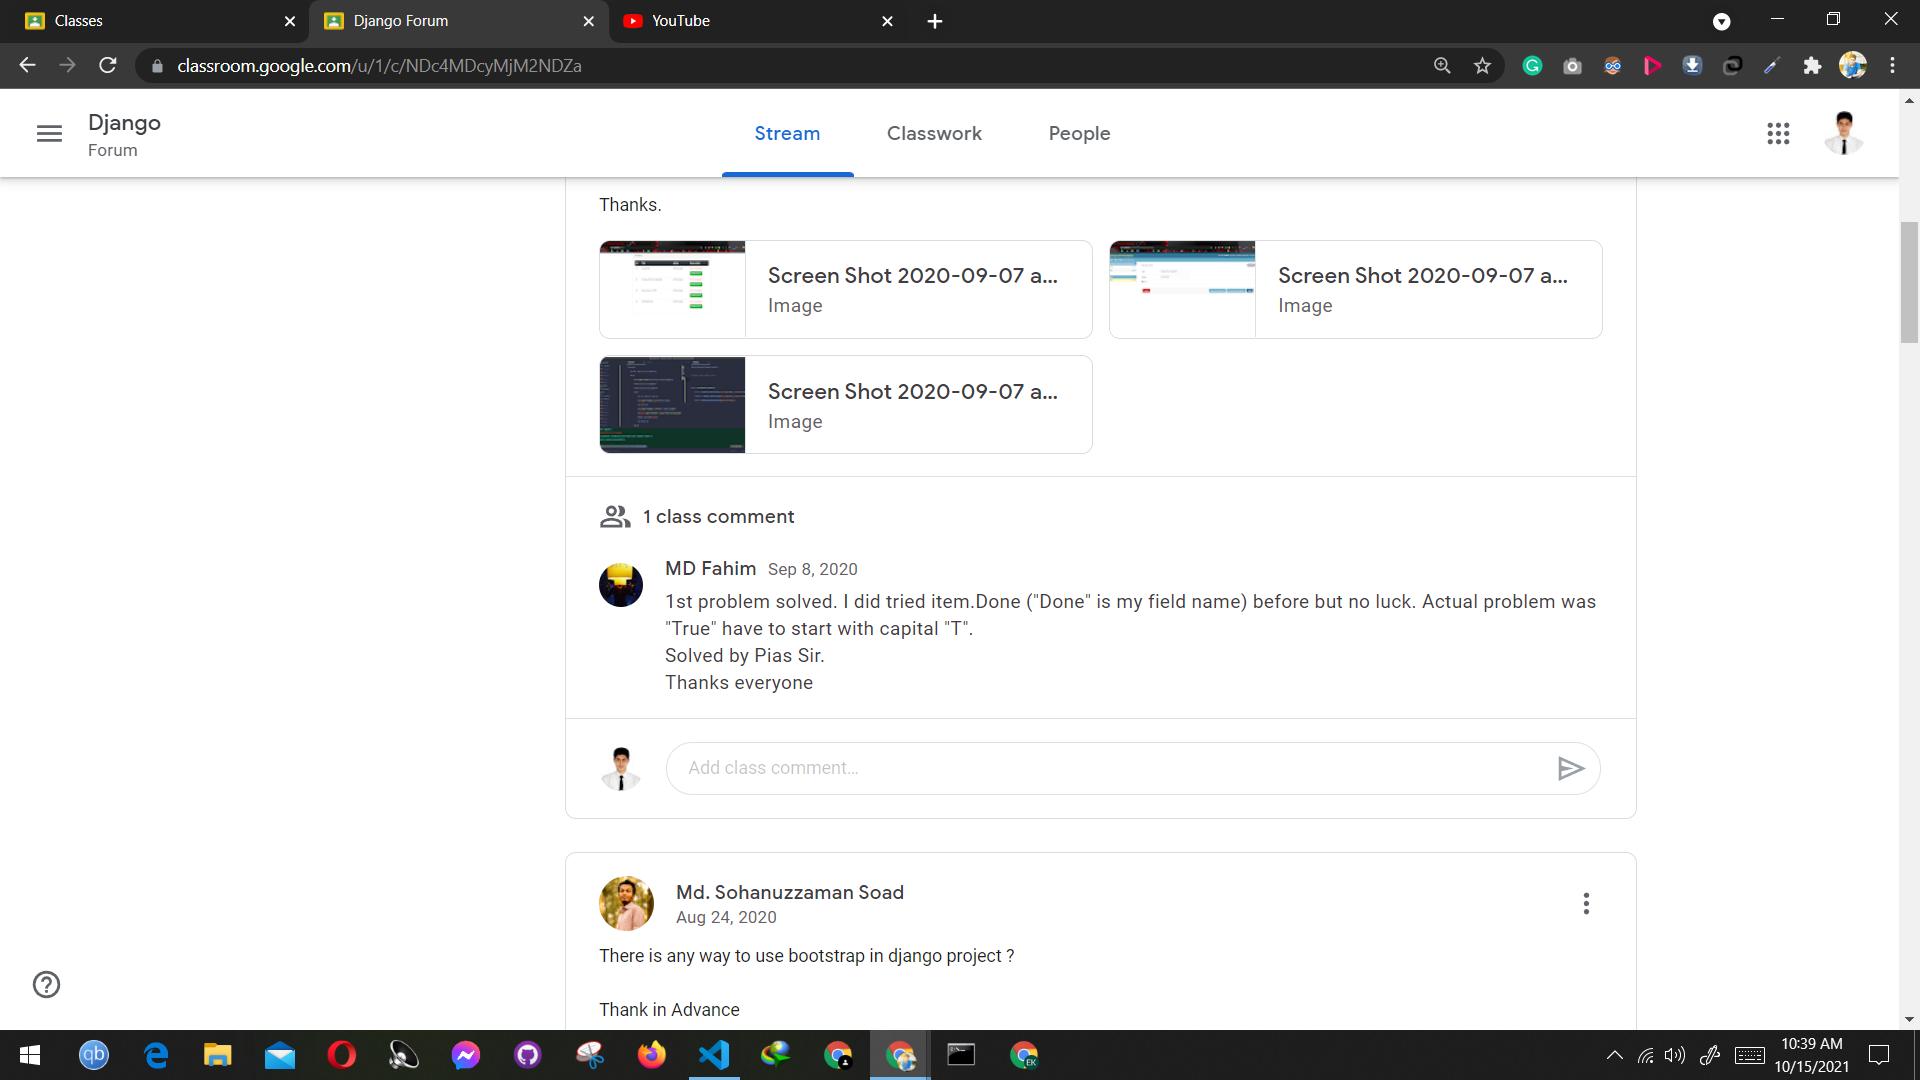 Classes
Django Forum
YouTube
classroom.google.com/u/1/c/NDc4MDcyMjM2NDZa
Django
Forum
Stream
Classwork
People
Thanks.
Screen Shot 2020-09-07 a...
Image
Screen Shot 2020-09-07 a...
Image
Screen Shot 2020-09-07 a...
Image
1 class comment
MD Fahim Sep 8, 2020
1st problem solved. I did tried item.Done ("Done" is my field name) before but no luck. Actual problem was
"True" have to start with capital "T".
Solved by Pias Sir.
Thanks everyone
Add class comment...
Md. Sohanuzzaman Soad
Aug 24, 2020
There is any way to use bootstrap in django project ?
Thank in Advance
qb
EK
10:39 AM
10/15/2021